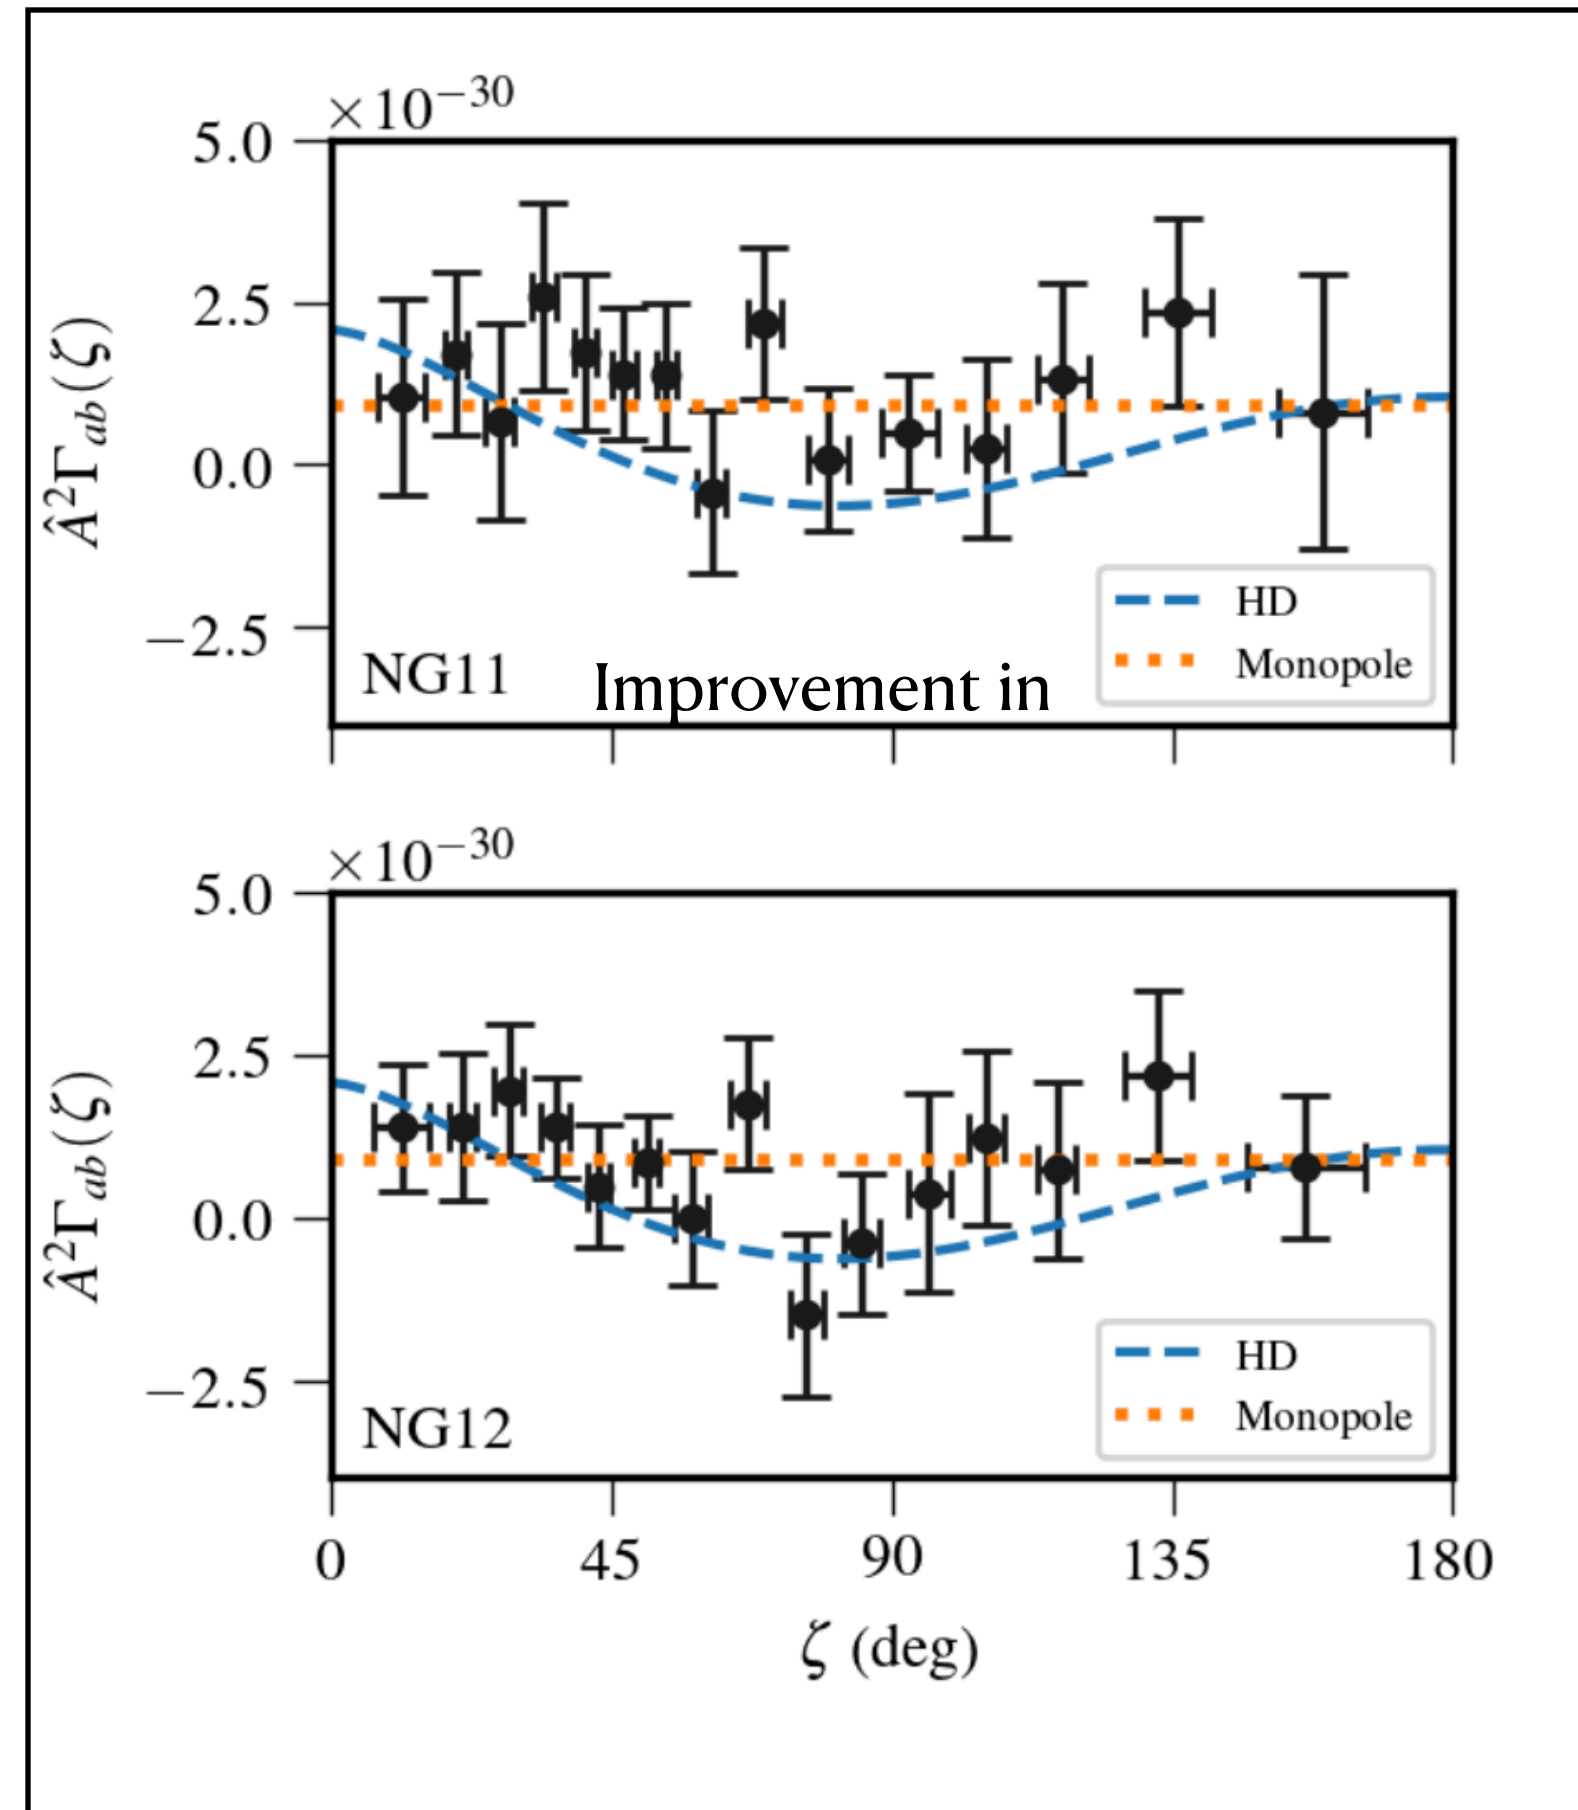 ×10⁻³⁰
5.0
2.5
0.0
−2.5
Â²Γab(ζ)
HD
Monopole
NG11
Improvement in
×10⁻³⁰
5.0
2.5
0.0
−2.5
Â²Γab(ζ)
HD
Monopole
NG12
0 45 90 135 180
ζ (deg)